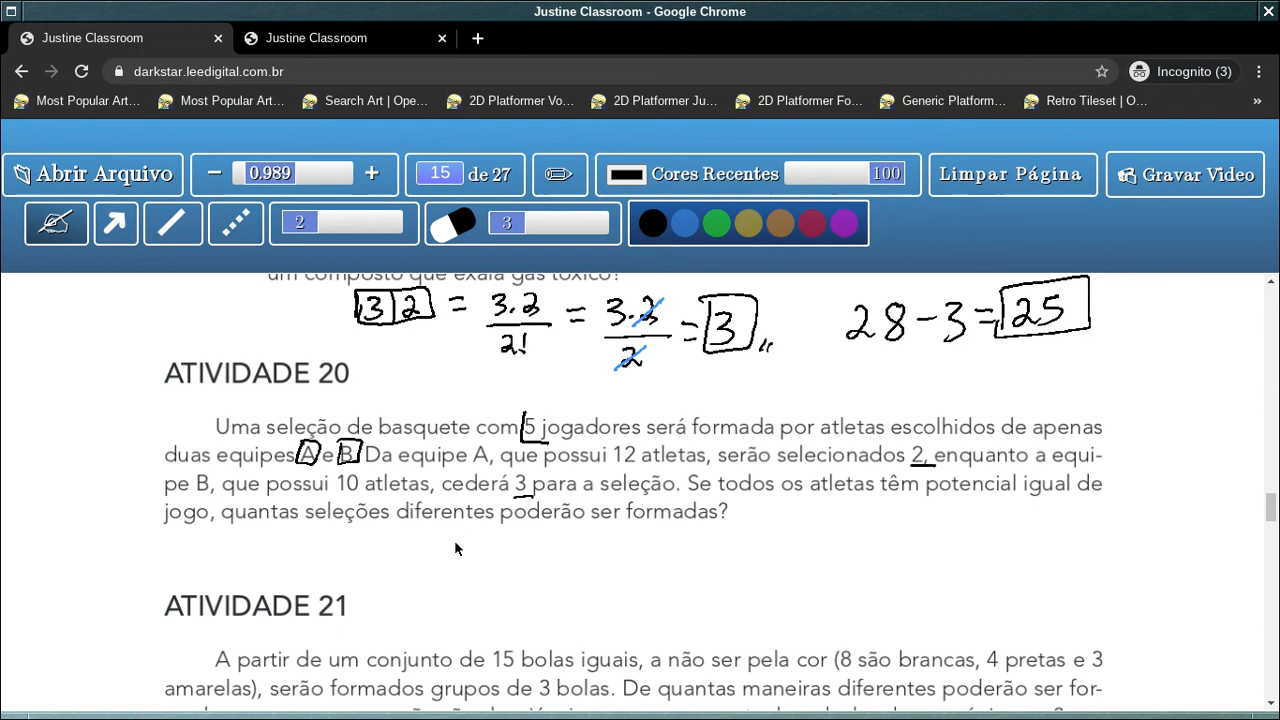 Justine Classroom - Google Chrome
Justine Classroom
Justine Classroom
darkstar.leedigital.com.br
Incognito (3)
Most Popular Art...
Most Popular Art...
Search Art | Ope...
2D Platformer Vo...
2D Platformer Ju...
2D Platformer Fo...
Generic Platform...
Retro Tileset | O...
Abrir Arquivo
0,989
15 de 27
Cores Recentes
100
Limpar Página
Gravar Video
2
3
um composto que exala gás tóxico?
3 2 = 3.2 / 2! = 3.2 / 2 = 3 ,,
28 - 3 = 25
ATIVIDADE 20
Uma seleção de basquete com 5 jogadores será formada por atletas escolhidos de apenas
duas equipes A e B. Da equipe A, que possui 12 atletas, serão selecionados 2, enquanto a equi-
pe B, que possui 10 atletas, cederá 3 para a seleção. Se todos os atletas têm potencial igual de
jogo, quantas seleções diferentes poderão ser formadas?
ATIVIDADE 21
A partir de um conjunto de 15 bolas iguais, a não ser pela cor (8 são brancas, 4 pretas e 3
amarelas), serão formados grupos de 3 bolas. De quantas maneiras diferentes poderão ser for-